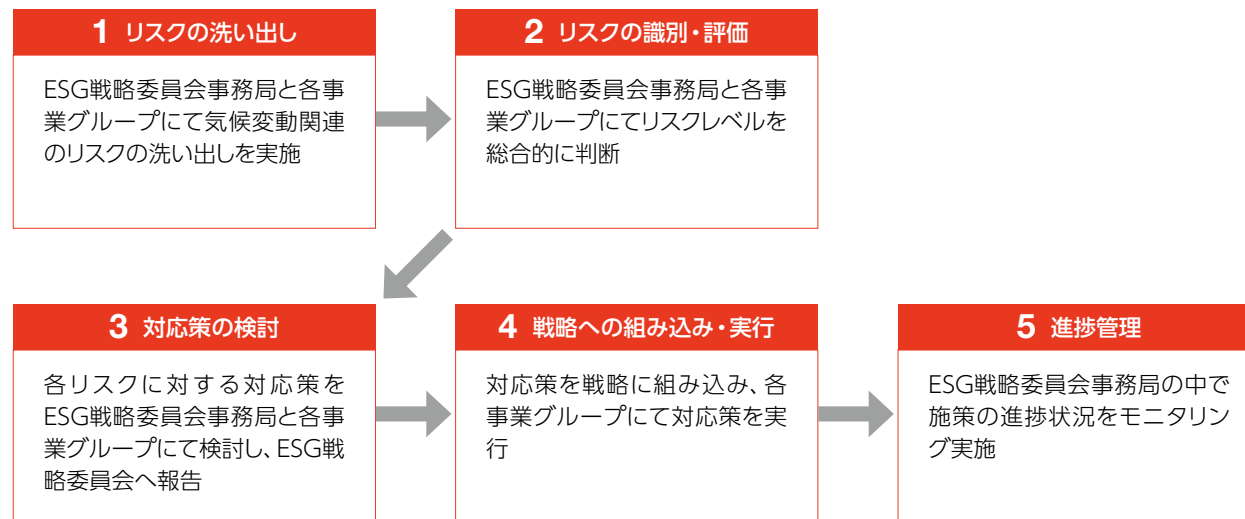 1 リスクの洗い出し
ESG戦略委員会事務局と各事
業グループにて気候変動関連
のリスクの洗い出しを実施
2 リスクの識別・評価
ESG戦略委員会事務局と各事
業グループにてリスクレベルを
総合的に判断
3 対応策の検討
各リスクに対する対応策を
ESG戦略委員会事務局と各事
業グループにて検討し、ESG戦
略委員会へ報告
4 戦略への組み込み・実行
対応策を戦略に組み込み、各
事業グループにて対応策を実
行
5 進捗管理
ESG戦略委員会事務局の中で
施策の進捗状況をモニタリン
グ実施